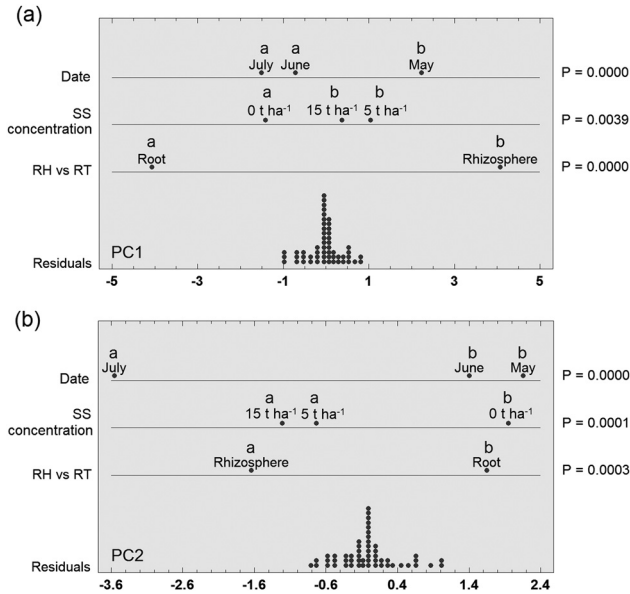 (a)
a a b
July June May
Date P = 0.0000
a b b
0 t ha-1 15 t ha-1 5 t ha-1
SS
concentration P = 0.0039
a b
Root Rhizosphere
RH vs RT P = 0.0000
PC1
Residuals
-5 -3 -1 1 3 5
(b)
a b b
July June May
Date P = 0.0000
a a b
15 t ha-1 5 t ha-1 0 t ha-1
SS
concentration P = 0.0001
a b
Rhizosphere Root
RH vs RT P = 0.0003
PC2
Residuals
-3.6 -2.6 -1.6 -0.6 0.4 1.4 2.4